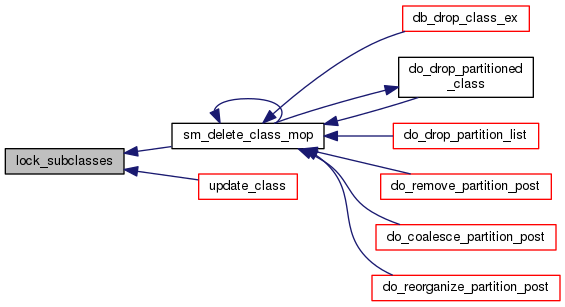 db_drop_class_ex
do_drop_partitioned
_class
sm_delete_class_mop
do_drop_partition_list
lock_subclasses
update_class
do_remove_partition_post
do_coalesce_partition_post
do_reorganize_partition_post